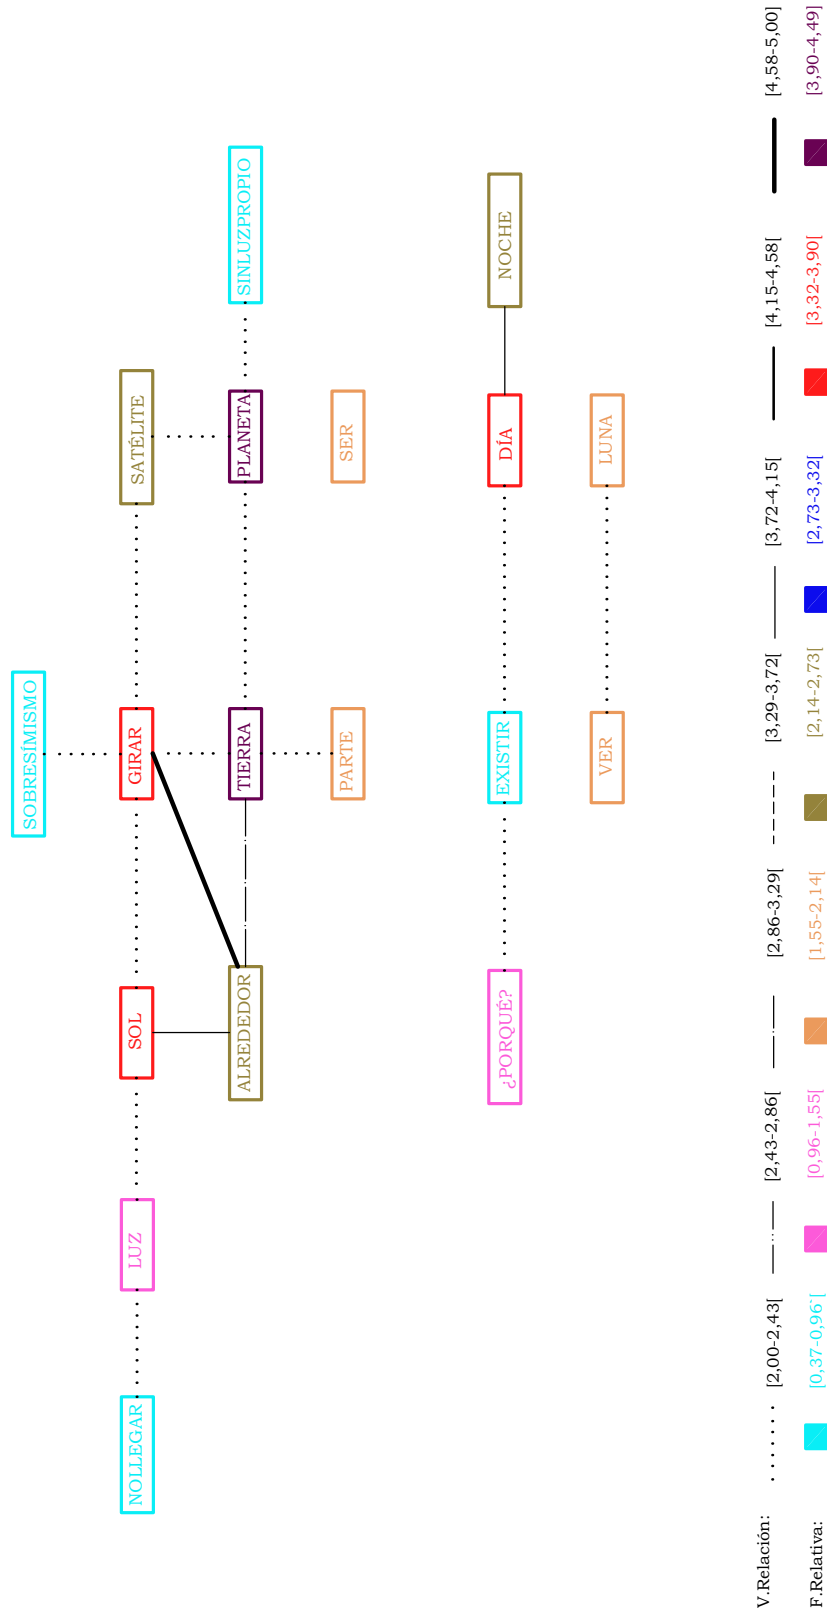 SOBRESÍMISMO
NOLLEGAR LUZ SOL GIRAR SATÉLITE
ALREDEDOR TIERRA PLANETA SINLUZPROPIO
PARTE SER
¿PORQUÉ? EXISTIR DÍA NOCHE
VER LUNA
V.Relación: [2,00-2,43[ [2,43-2,86[ [2,86-3,29[ [3,29-3,72[ [3,72-4,15[ [4,15-4,58[ [4,58-5,00]
F.Relativa: [0,37-0,96[ [0,96-1,55[ [1,55-2,14[ [2,14-2,73[ [2,73-3,32[ [3,32-3,90[ [3,90-4,49]